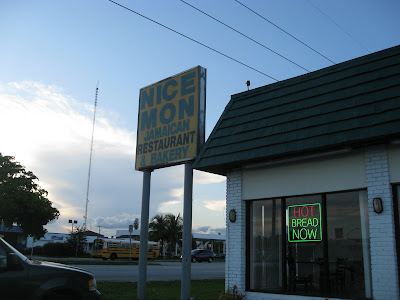 NICE
MON
JAMAICAN
RESTAURANT
& BAKERY
HOT
BREAD
NOW